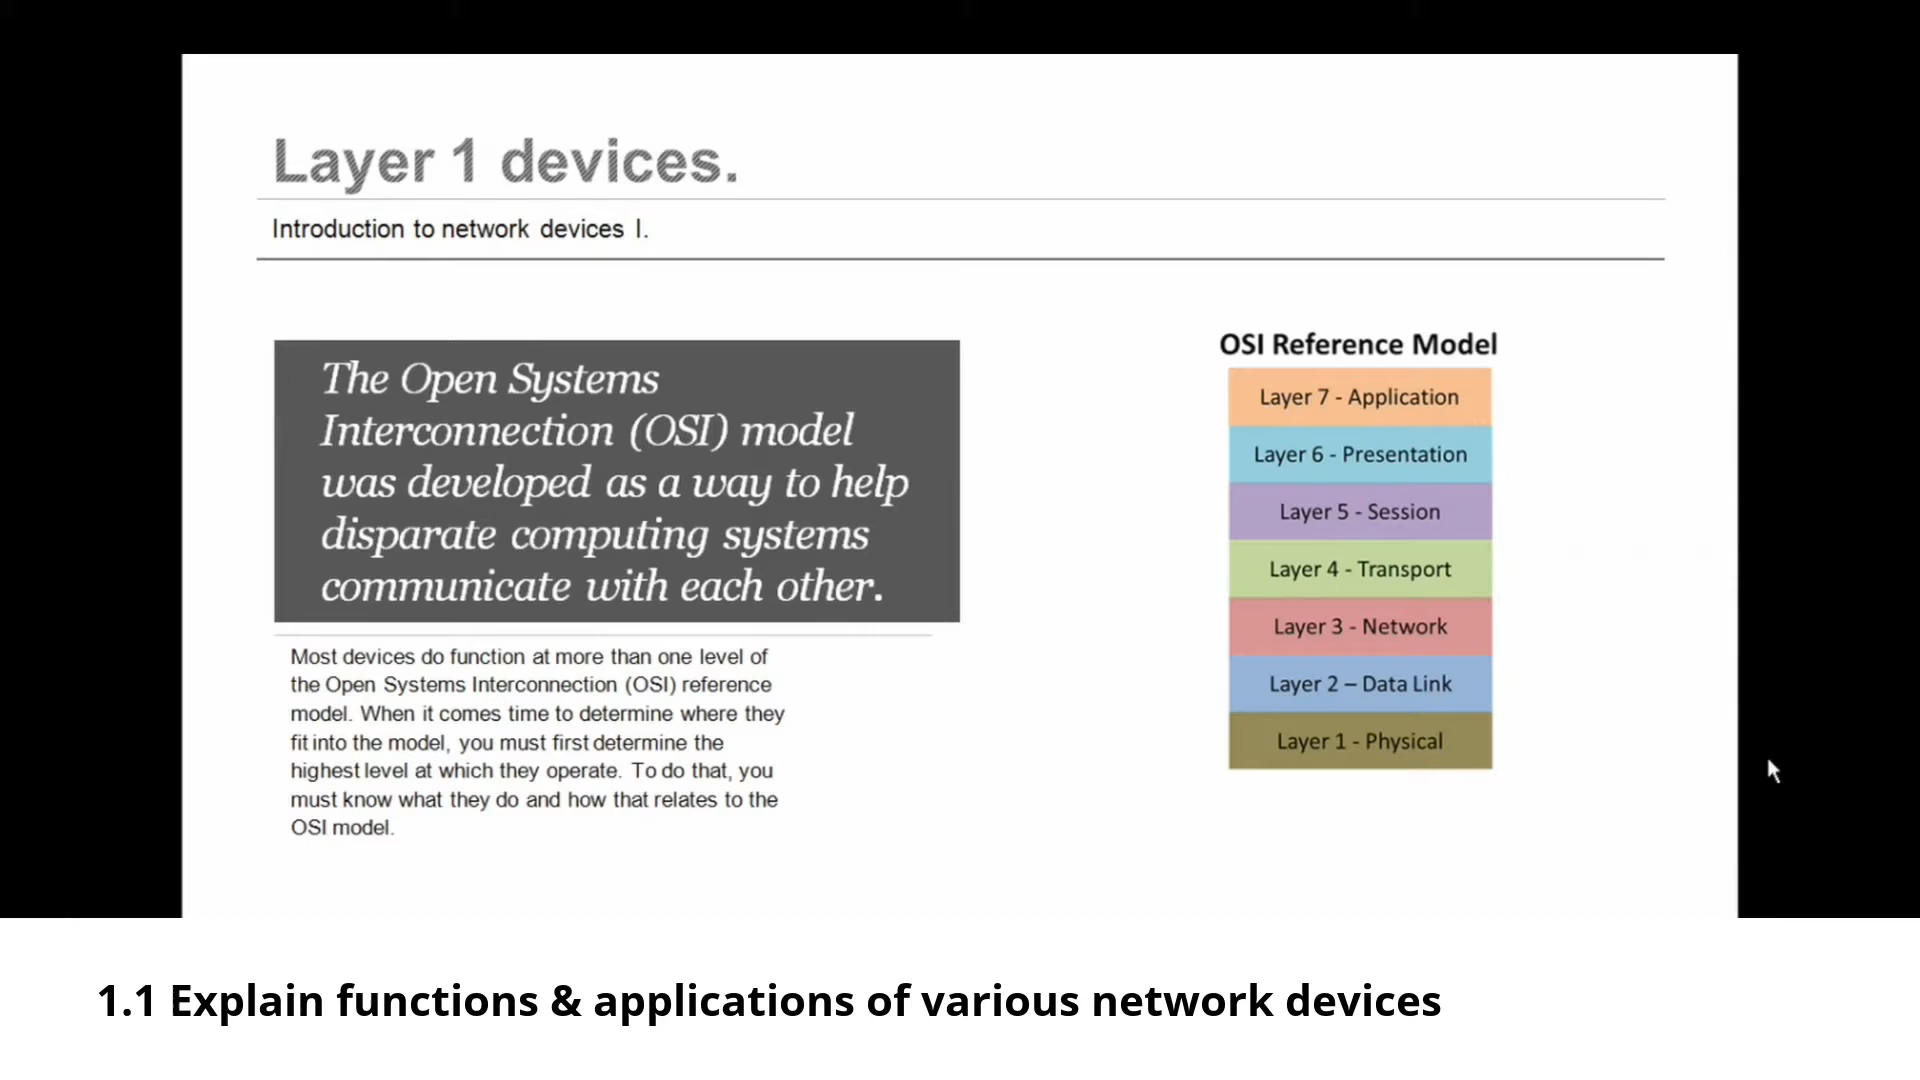 Layer 1 devices.
Introduction to network devices I.
The Open Systems
Interconnection (OSI) model
was developed as a way to help
disparate computing systems
communicate with each other.
Most devices do function at more than one level of
the Open Systems Interconnection (OSI) reference
model. When it comes time to determine where they
fit into the model, you must first determine the
highest level at which they operate. To do that, you
must know what they do and how that relates to the
OSI model.
OSI Reference Model
Layer 7 - Application
Layer 6 - Presentation
Layer 5 - Session
Layer 4 - Transport
Layer 3 - Network
Layer 2 – Data Link
Layer 1 - Physical
1.1 Explain functions & applications of various network devices